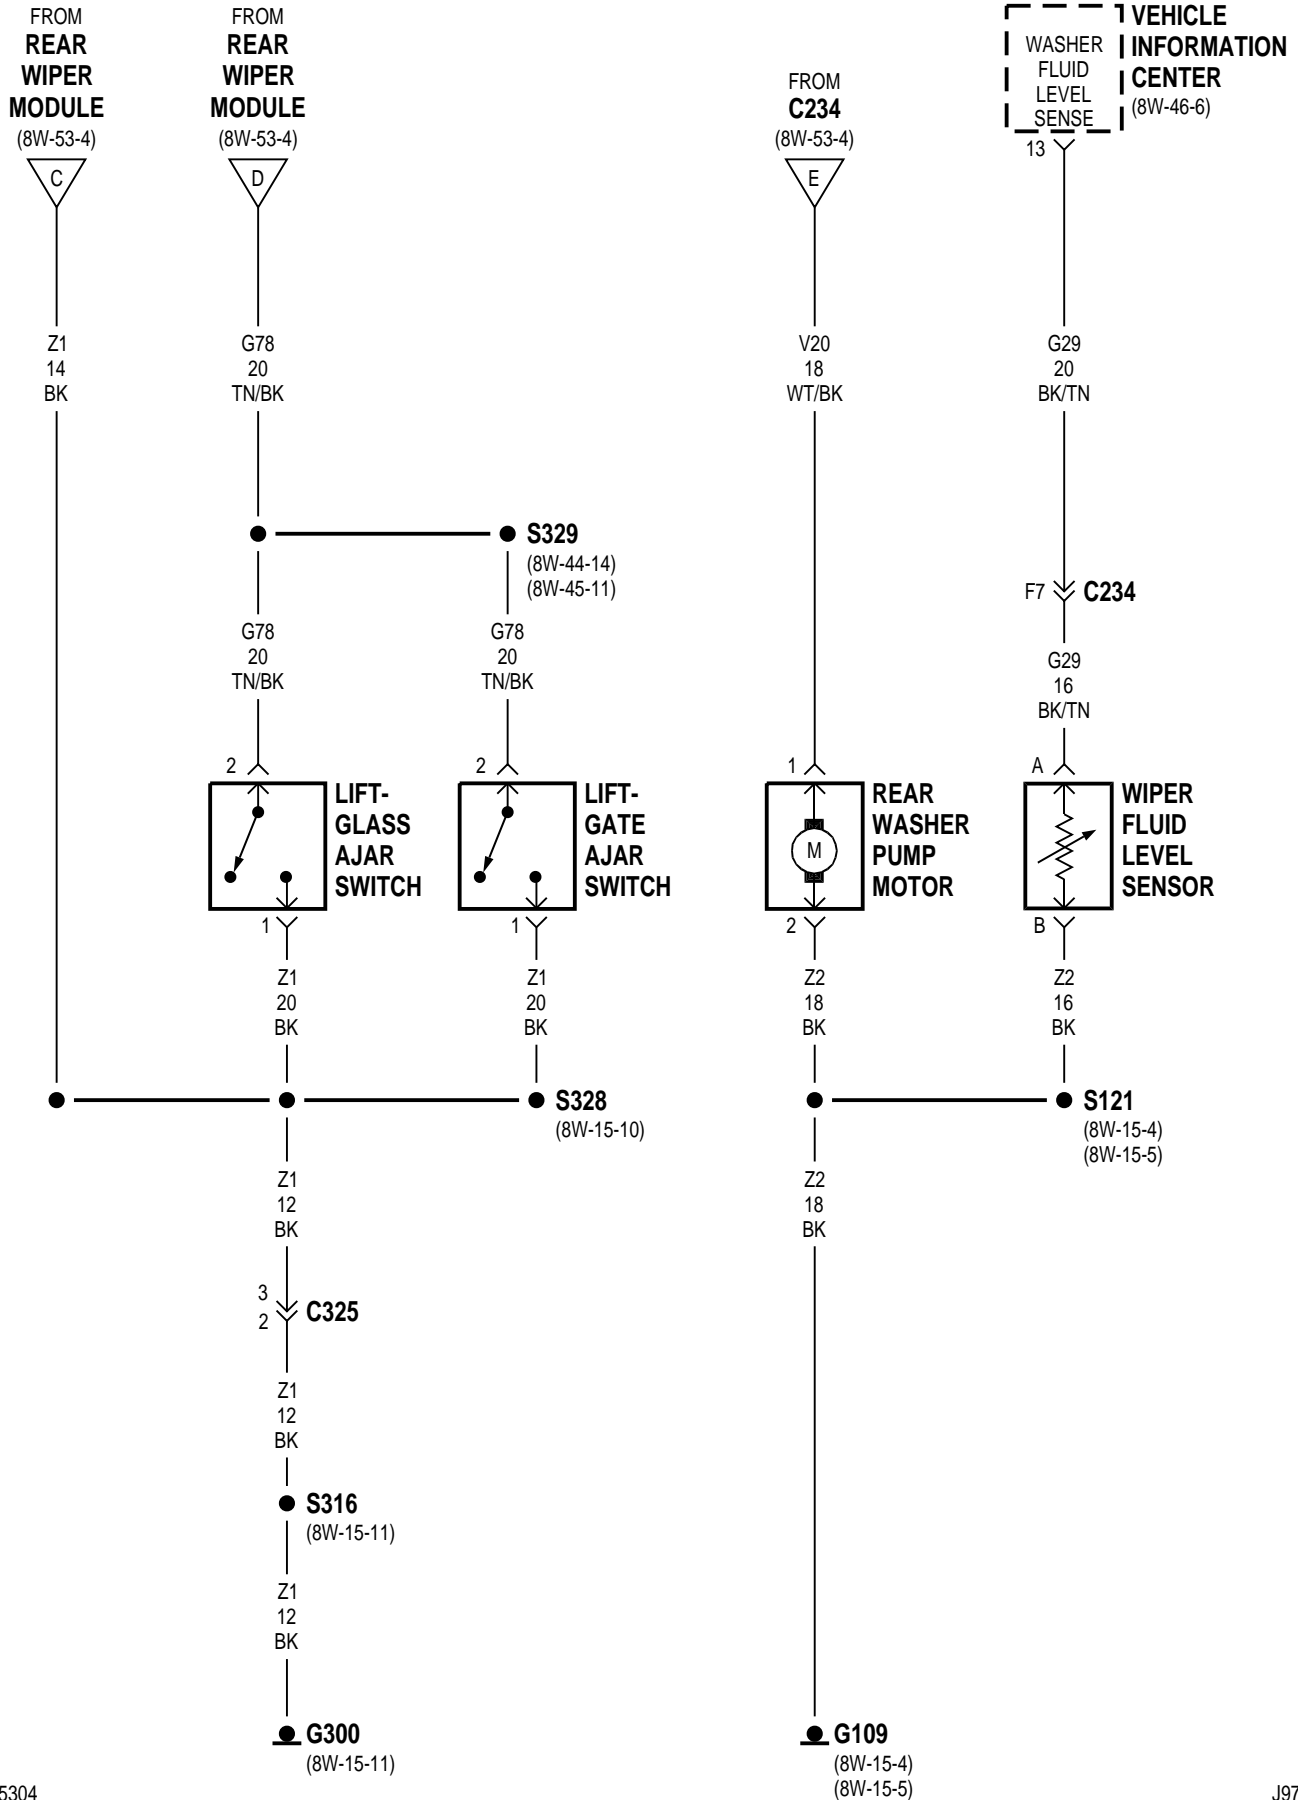 FROM
REAR
WIPER
MODULE
(8W-53-4)
C
FROM
REAR
WIPER
MODULE
(8W-53-4)
D
FROM
C234
(8W-53-4)
E
WASHER
FLUID
LEVEL
SENSE
VEHICLE
INFORMATION
CENTER
(8W-46-6)
13
Z1
14
BK
G78
20
TN/BK
V20
18
WT/BK
G29
20
BK/TN
S329
(8W-44-14)
(8W-45-11)
F7
C234
G78
20
TN/BK
G78
20
TN/BK
G29
16
BK/TN
2
LIFT-
GLASS
AJAR
SWITCH
1
2
LIFT-
GATE
AJAR
SWITCH
1
1
M
REAR
WASHER
PUMP
MOTOR
2
A
WIPER
FLUID
LEVEL
SENSOR
B
Z1
20
BK
Z1
20
BK
Z2
18
BK
Z2
16
BK
S328
(8W-15-10)
S121
(8W-15-4)
(8W-15-5)
Z1
12
BK
Z2
18
BK
3
2
C325
Z1
12
BK
S316
(8W-15-11)
Z1
12
BK
G300
(8W-15-11)
G109
(8W-15-4)
(8W-15-5)
5304
J97